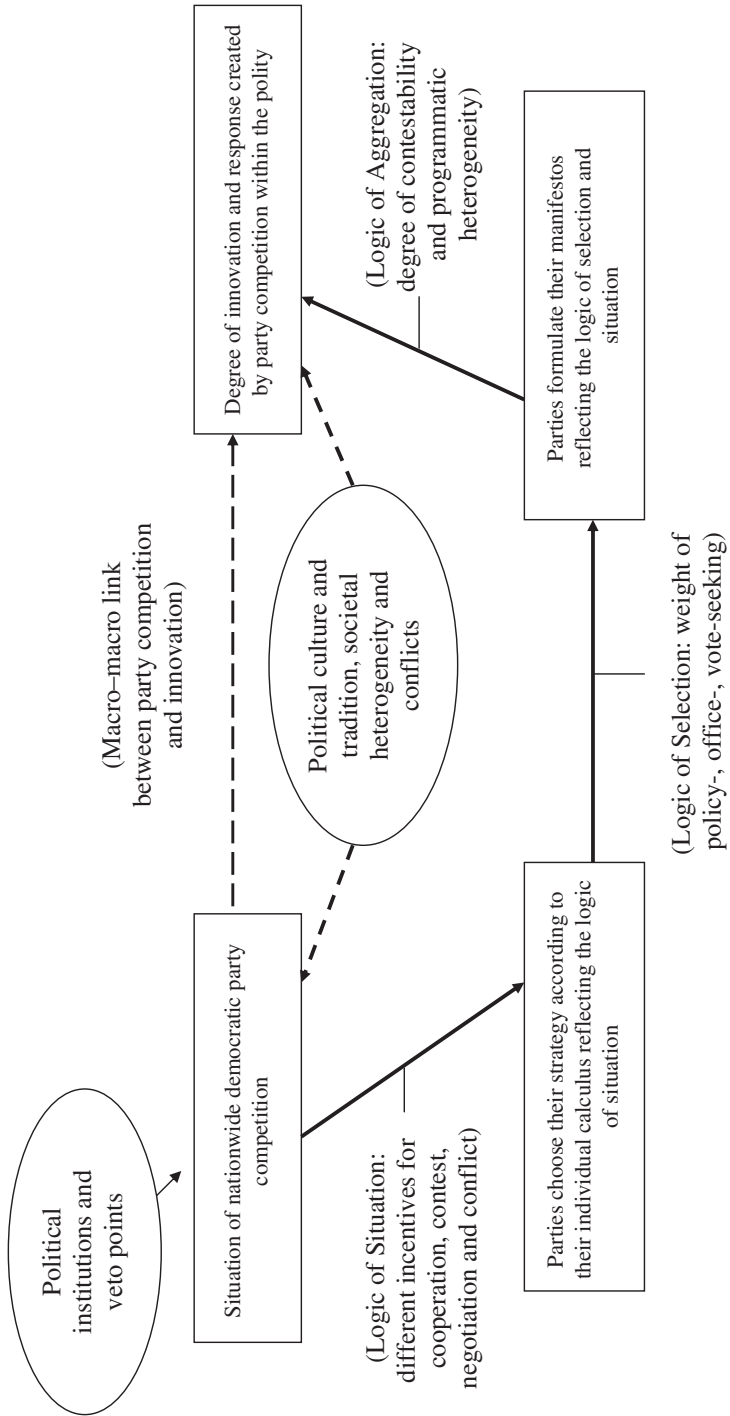 Political
institutions and
veto points
(Macro–macro link
between party competition
and innovation)
Situation of nationwide democratic party
competition
Degree of innovation and response created
by party competition within the polity
Political culture and
tradition, societal
heterogeneity and
conflicts
(Logic of Situation:
different incentives for
cooperation, contest,
negotiation and conflict)
(Logic of Aggregation:
degree of contestability
and programmatic
heterogeneity)
Parties choose their strategy according to
their individual calculus reflecting the logic
of situation
Parties formulate their manifestos
reflecting the logic of selection and
situation
(Logic of Selection: weight of
policy-, office-, vote-seeking)